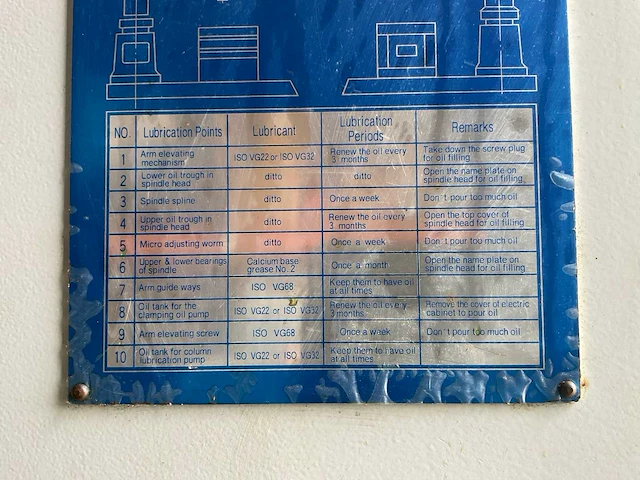 NO. Lubrication Points Lubricant Lubrication Periods Remarks
1 Arm elevating mechanism ISO VG22 or ISO VG32 Renew the oil every 3 months Take down the screw plug for oil filling
2 Lower oil trough in spindle head ditto ditto Open the name plate on spindle head for oil filling
3 Spindle spline ditto Once a week Don't pour too much oil
4 Upper oil trough in spindle head ditto Renew the oil every 3 months Open the top cover of spindle head for oil filling
5 Micro adjusting worm ditto Once a week Don't pour too much oil
6 Upper & lower bearings of spindle Calcium base grease No. 2 Once a month Open the name plate on spindle head for oil filling
7 Arm guide ways ISO VG68 Keep them to have oil at all times
8 Oil tank for the clamping oil pump ISO VG22 or ISO VG32 Renew the oil every 3 months Remove the cover of electric cabinet to pour oil
9 Arm elevating screw ISO VG68 Once a week Don't pour too much oil
10 Oil tank for column lubrication pump ISO VG22 or ISO VG32 Keep them to have oil at all times